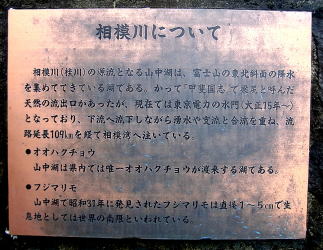 相模川について
相模川(桂川)の源流となる山中湖は、富士山の東北斜面の降水
を集めてできている湖である。かつて「甲斐国志」で
と呼んだ
天然の流出口があったが、現在では東京電力の水門(大正15年~)
となっており、下流へ流下しながら湧水や支流と合流を重ね、流
路延長109kmを経て相模湾へ注いている。
●オオハクチョウ
山中湖は県内では唯一オオハクチョウが渡来する湖である。
●フジマリモ
山中湖で昭和31年に発見されたフジマリモは直径1~5cmで生
息地としては世界の南限といわれている。